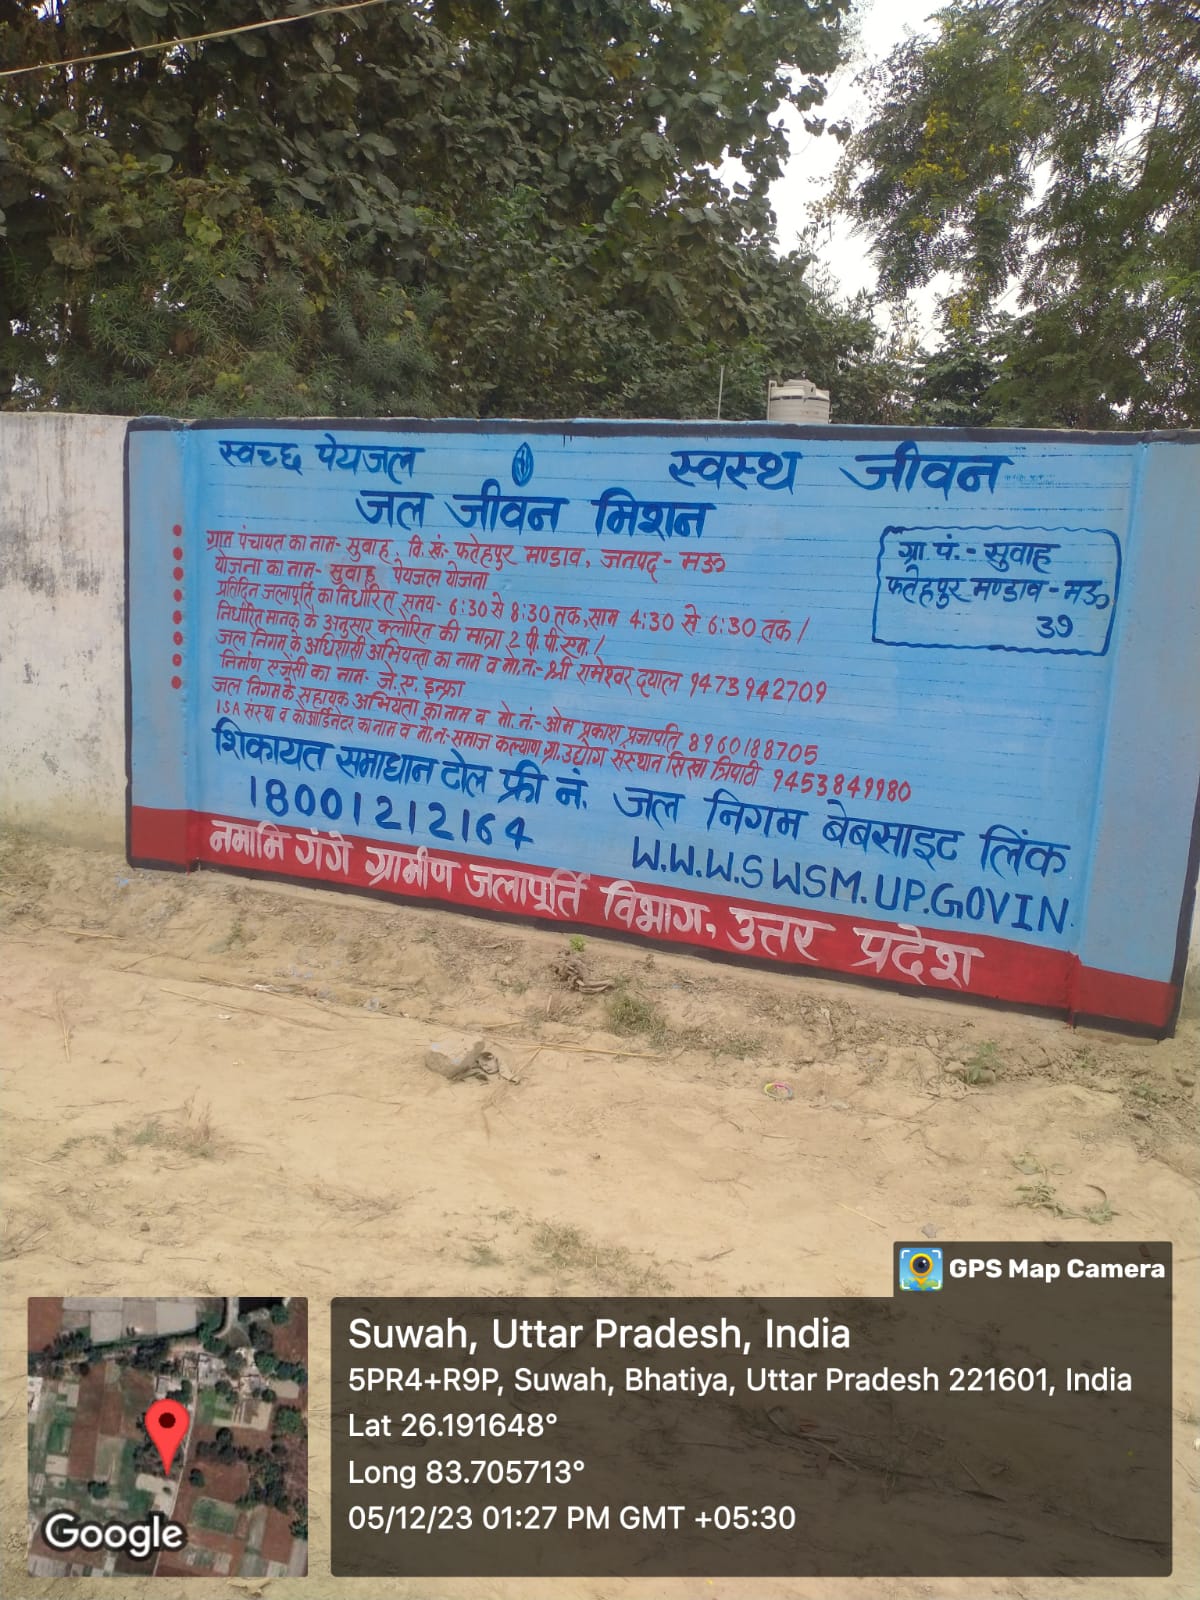 स्वच्छ पेयजल स्वस्थ जीवन
जल जीवन मिशन
ग्राम पंचायत का नाम- सुवाह, वि. खं:- फतेहपुर मण्डाव, जनपद- मऊ
योजना का नाम- सुवाह पेयजल योजना
प्रतिदिन जलापूर्ति का निर्धारित समय- 6:30 से 8:30 तक, साम 4:30 से 6:30 तक/
निर्धारित मानक के अनुसार क्लोरिन की मात्रा 2 पी.पी.एम./
जल निगम के अधिशासी अभियन्ता का नाम व मो.नं:- श्री रामेश्वर दयाल 9473942709
निर्माण एजेंसी का नाम- जे.ए. इन्फ्रा
जल निगम के सहायक अभियंता का नाम व मो. नं:- ओम प्रकाश प्रजापति 8960188705
ISA संस्था व कोआर्डिनेटर का नाम व मो.नं:- समाज कल्याण ग्रा.उद्योग संस्थान सिखा त्रिपाठी 9453849980
शिकायत समाधान टोल फ्री नं. जल निगम बेबसाइट लिंक
18001212164 W.W.W.SWSM.UP.GOVIN.
नमामि गंगे ग्रामीण जलापूर्ति विभाग, उत्तर प्रदेश
ग्रा. पं.- सुवाह
फतेहपुर मण्डाव-मऊ
39
GPS Map Camera
Suwah, Uttar Pradesh, India
5PR4+R9P, Suwah, Bhatiya, Uttar Pradesh 221601, India
Lat 26.191648°
Long 83.705713°
05/12/23 01:27 PM GMT +05:30
Google